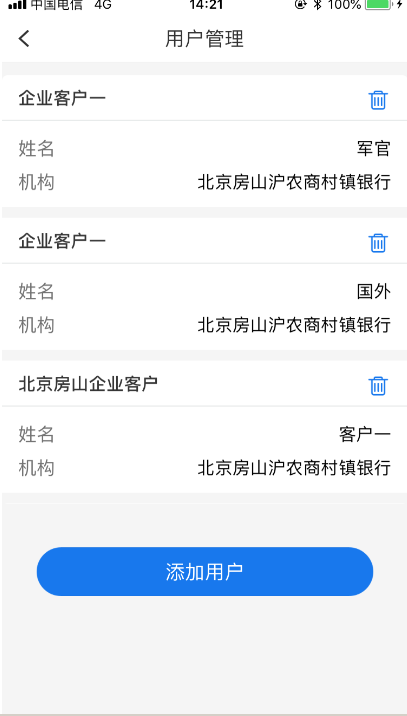 中国电信 4G 14:21 100%
用户管理
企业客户一
姓名 军官
机构 北京房山沪农商村镇银行
企业客户一
姓名 国外
机构 北京房山沪农商村镇银行
北京房山企业客户
姓名 客户一
机构 北京房山沪农商村镇银行
添加用户